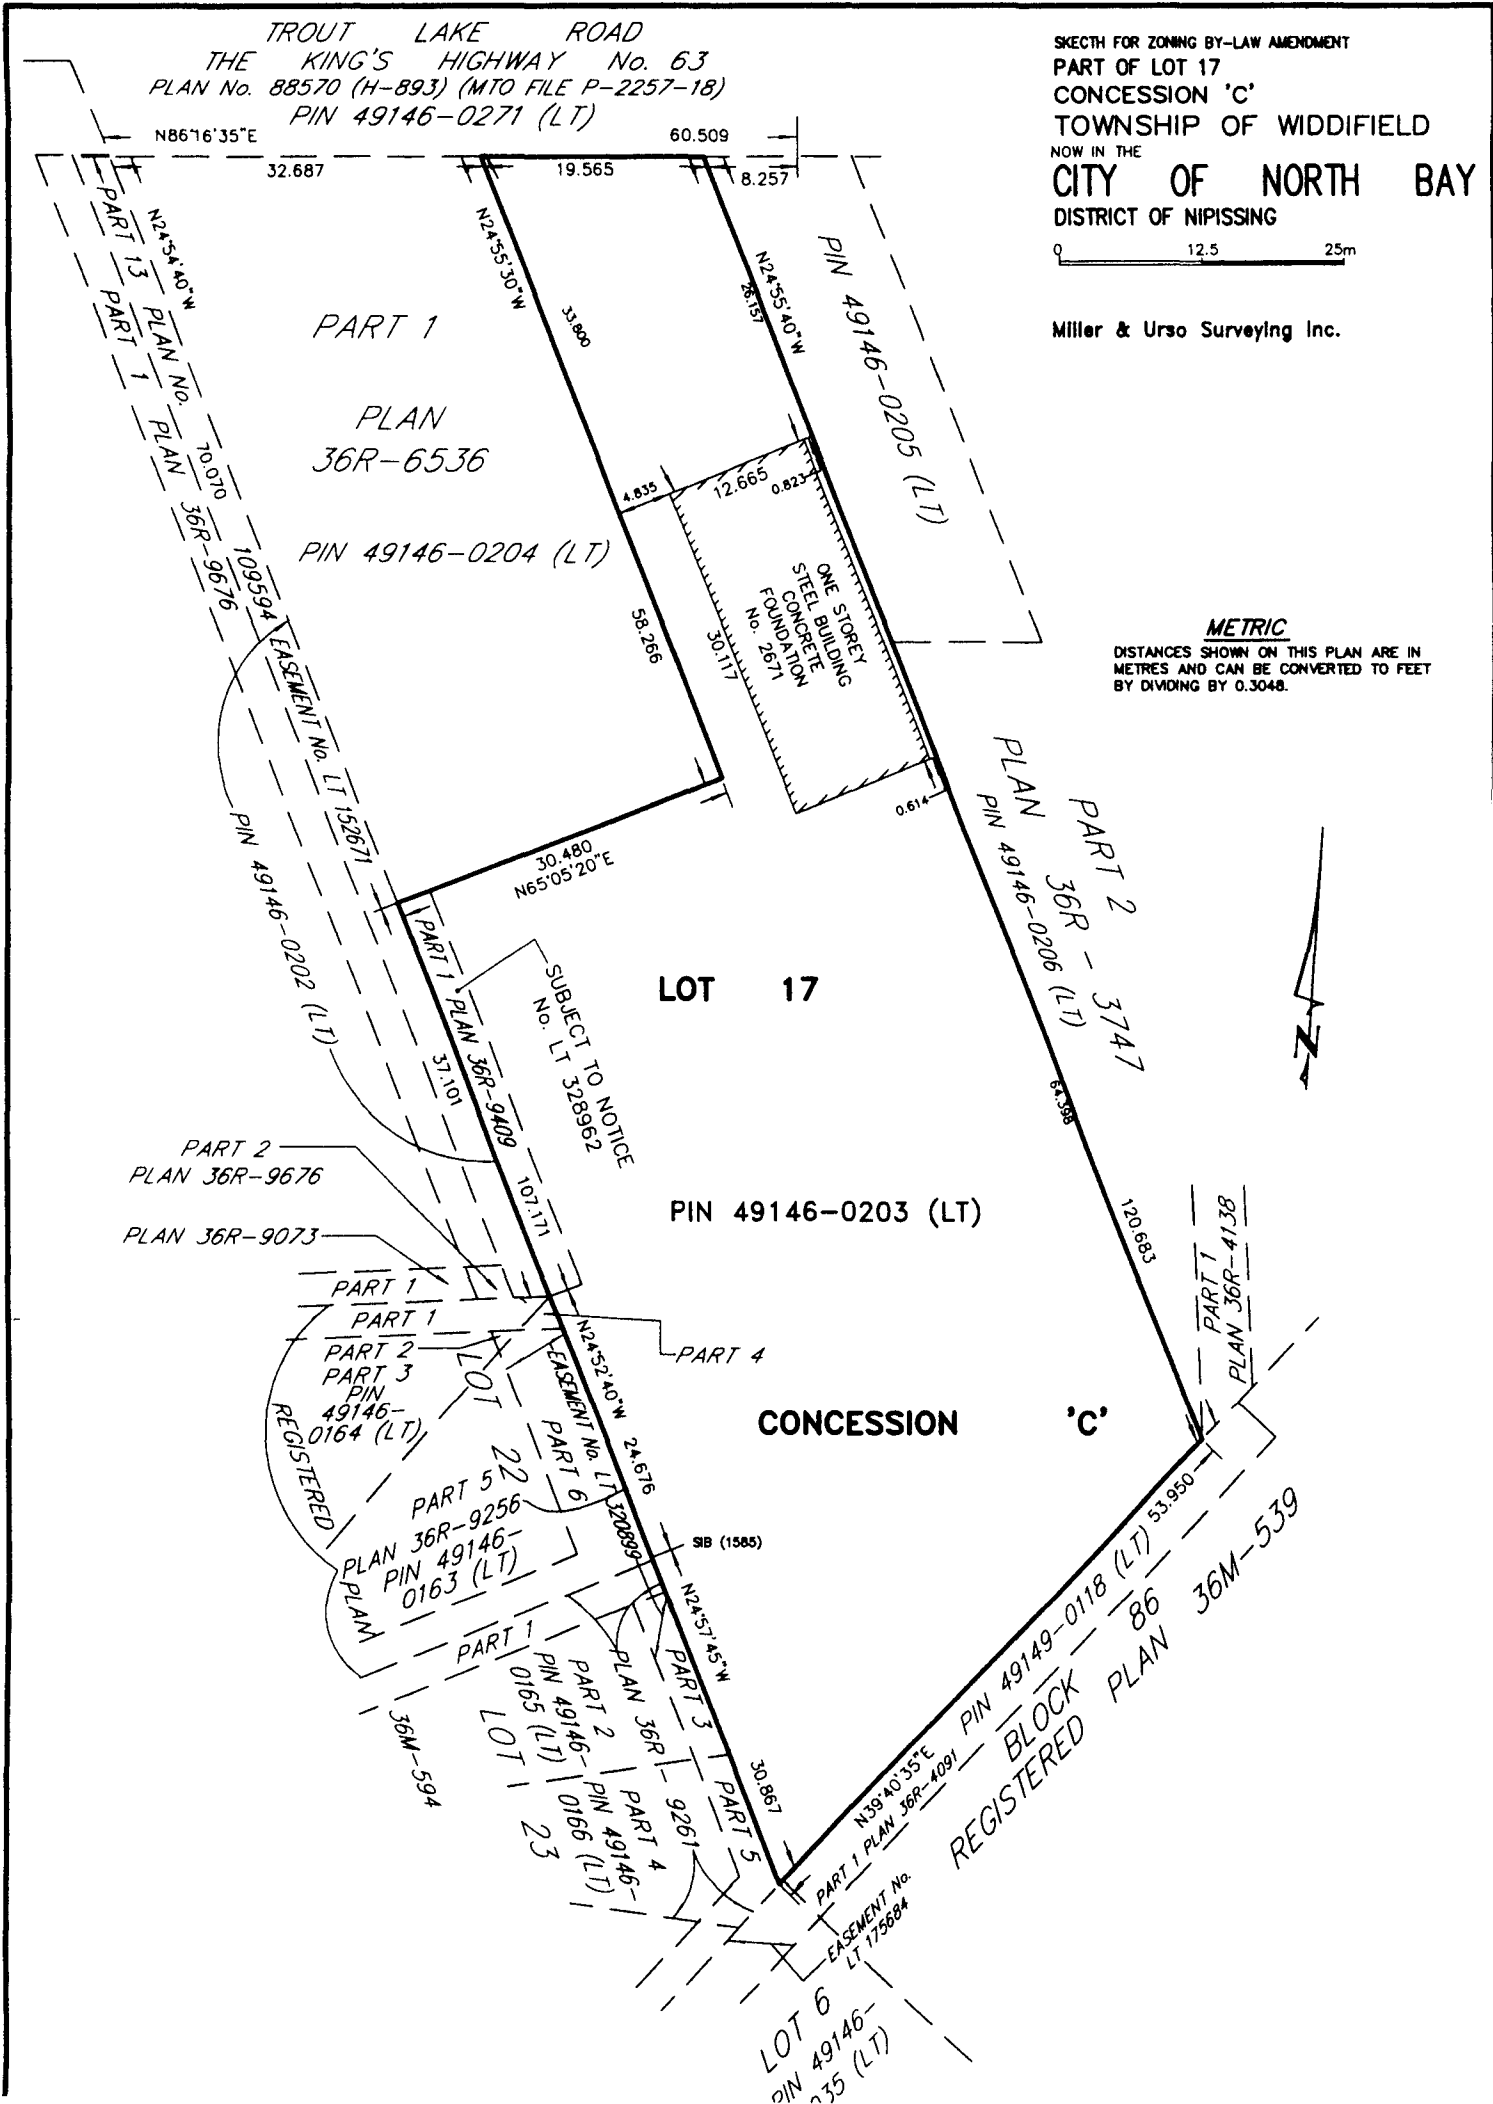 TROUT LAKE ROAD
THE KING'S HIGHWAY No. 63
PLAN No. 88570 (H-893) (MTO FILE P-2257-18)
PIN 49146-0271 (LT)
SKECTH FOR ZONING BY-LAW AMENDMENT
PART OF LOT 17
CONCESSION 'C'
TOWNSHIP OF WIDDIFIELD
NOW IN THE
CITY OF NORTH BAY
DISTRICT OF NIPISSING
0 12.5 25m
Miller & Urso Surveying Inc.
METRIC
DISTANCES SHOWN ON THIS PLAN ARE IN
METRES AND CAN BE CONVERTED TO FEET
BY DIVIDING BY 0.3048.
N86°16'35"E
60.509
32.687
19.565
8.257
N24°54'40"W
PART 13 PLAN No. 109594
70.070
PART 1 PLAN 36R-9676
EASEMENT No. LT 152671
N24°55'30"W
33.800
58.266
N24°55'40"W
26.157
PIN 49146-0205 (LT)
PART 1
PLAN
36R-6536
PIN 49146-0204 (LT)
4.835
12.665
0.823
30.117
0.614
ONE STOREY
STEEL BUILDING
CONCRETE
FOUNDATION
No. 2671
30.480
N65°05'20"E
PIN 49146-0202 (LT)
PART 2
PLAN 36R - 3747
PIN 49146-0206 (LT)
PART 1 PLAN 36R-9409
37.101
107.171
SUBJECT TO NOTICE
No. LT 328962
LOT 17
64.398
120.683
N
PART 2
PLAN 36R-9676
PLAN 36R-9073
PIN 49146-0203 (LT)
PART 1
PLAN 36R-4138
PART 1
PART 1
PART 2
PART 3
PIN
49146-
0164 (LT)
PART 4
N24°52'40"W 24.676
EASEMENT No. LT 320899
LOT 22
PART 6
CONCESSION 'C'
REGISTERED PLAN
36M-594
PART 5
PLAN 36R-9256
PIN 49146-
0163 (LT)
SIB (1585)
N24°57'45"W
30.867
PART 1
PART 2
PIN 49146-
0165 (LT)
PLAN 36R - 9261
PART 3
PART 4
PIN 49146-
0166 (LT)
PART 5
LOT 23
53.950
N39°40'35"E
PIN 49149-0118 (LT)
PART 1 PLAN 36R-4091
BLOCK 86
REGISTERED PLAN 36M-539
EASEMENT No.
LT 175684
LOT 6
PIN 49146-
035 (LT)